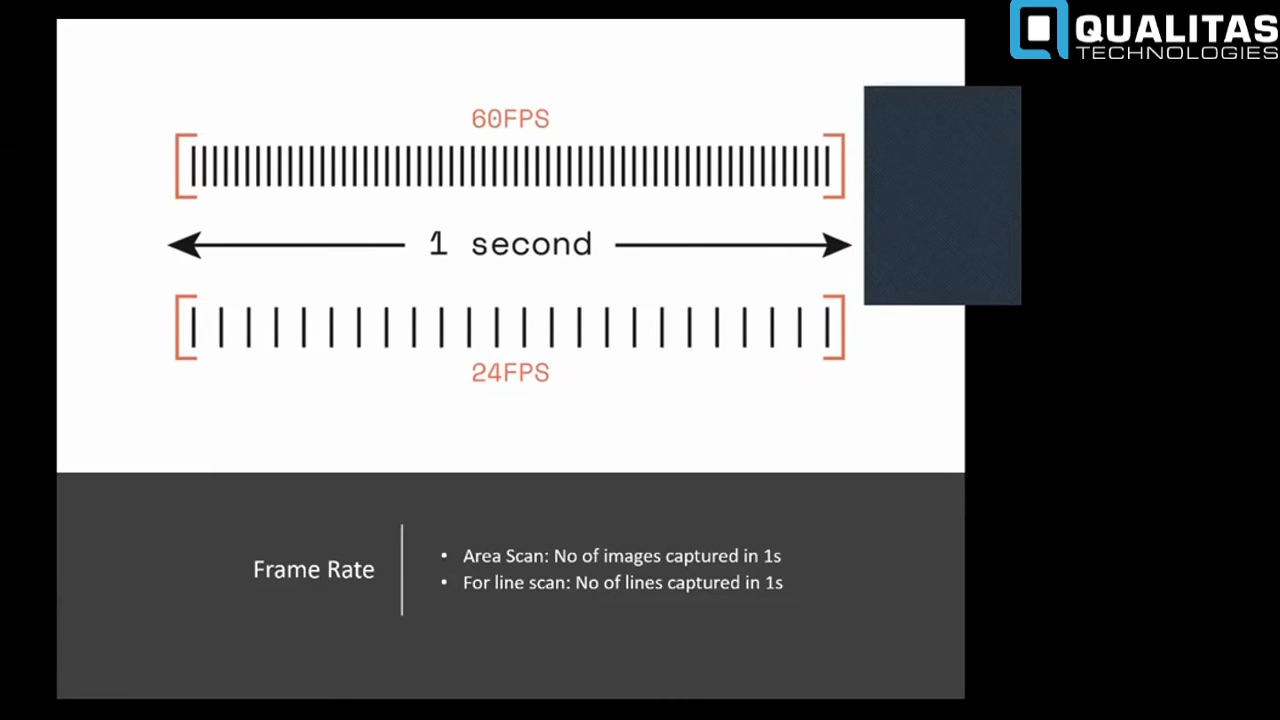 QUALITAS
TECHNOLOGIES
60FPS
1 second
24FPS
Frame Rate
• Area Scan: No of images captured in 1s
• For line scan: No of lines captured in 1s